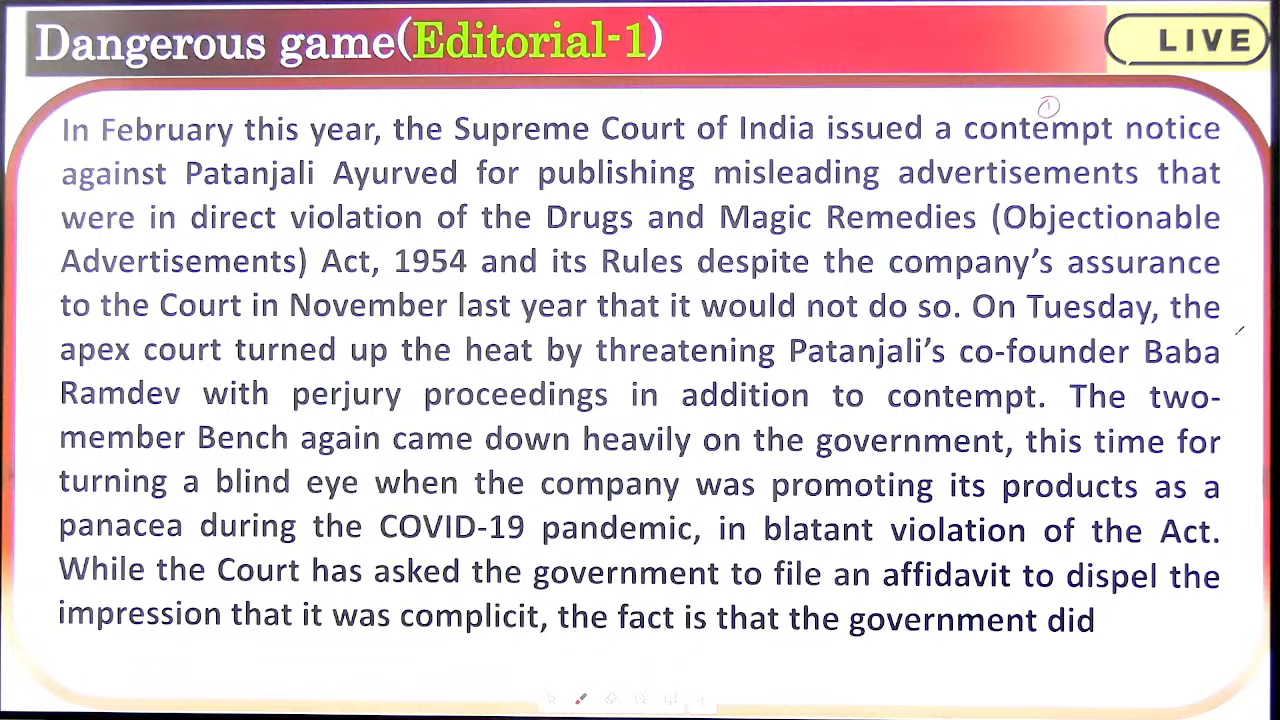 Dangerous game(Editorial-1)
LIVE
1
In February this year, the Supreme Court of India issued a contempt notice
against Patanjali Ayurved for publishing misleading advertisements that
were in direct violation of the Drugs and Magic Remedies (Objectionable
Advertisements) Act, 1954 and its Rules despite the company's assurance
to the Court in November last year that it would not do so. On Tuesday, the
apex court turned up the heat by threatening Patanjali's co-founder Baba
Ramdev with perjury proceedings in addition to contempt. The two-
member Bench again came down heavily on the government, this time for
turning a blind eye when the company was promoting its products as a
panacea during the COVID-19 pandemic, in blatant violation of the Act.
While the Court has asked the government to file an affidavit to dispel the
impression that it was complicit, the fact is that the government did